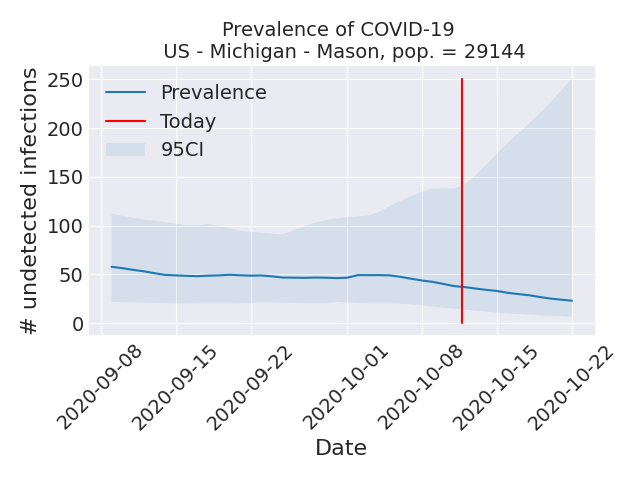 Prevalence of COVID-19
US - Michigan - Mason, pop. = 29144
# undetected infections
250
200
150
100
50
0
Prevalence
Today
95CI
2020-09-08
2020-09-15
2020-09-22
2020-10-01
2020-10-08
2020-10-15
2020-10-22
Date